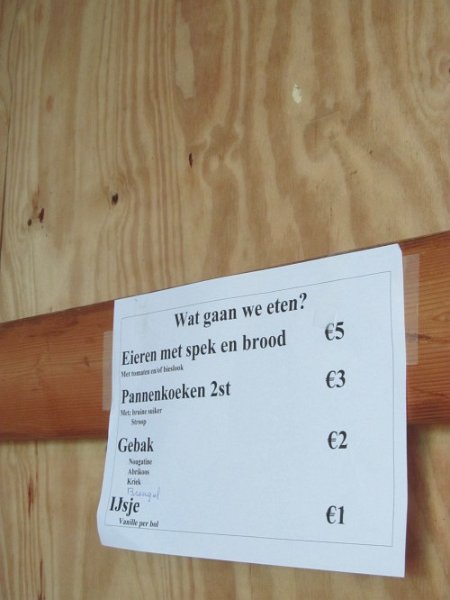 Wat gaan we eten?
Eieren met spek en brood €5
Met tomaten en/of bieslook
Pannenkoeken 2st €3
Met: bruine suiker
Stroop
Gebak €2
Nougatine
Abrikoos
Kriek
IJsje €1
Vanille per bol